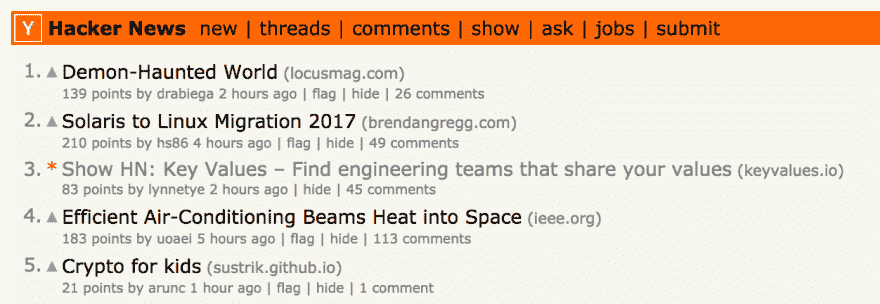 Y Hacker News new | threads | comments | show | ask | jobs | submit
1. Demon-Haunted World (locusmag.com)
139 points by drabiega 2 hours ago | flag | hide | 26 comments
2. Solaris to Linux Migration 2017 (brendangregg.com)
210 points by hs86 4 hours ago | flag | hide | 49 comments
3. * Show HN: Key Values – Find engineering teams that share your values (keyvalues.io)
83 points by lynnetye 2 hours ago | hide | 45 comments
4. Efficient Air-Conditioning Beams Heat into Space (ieee.org)
183 points by uoaei 5 hours ago | flag | hide | 113 comments
5. Crypto for kids (sustrik.github.io)
21 points by arunc 1 hour ago | flag | hide | 1 comment